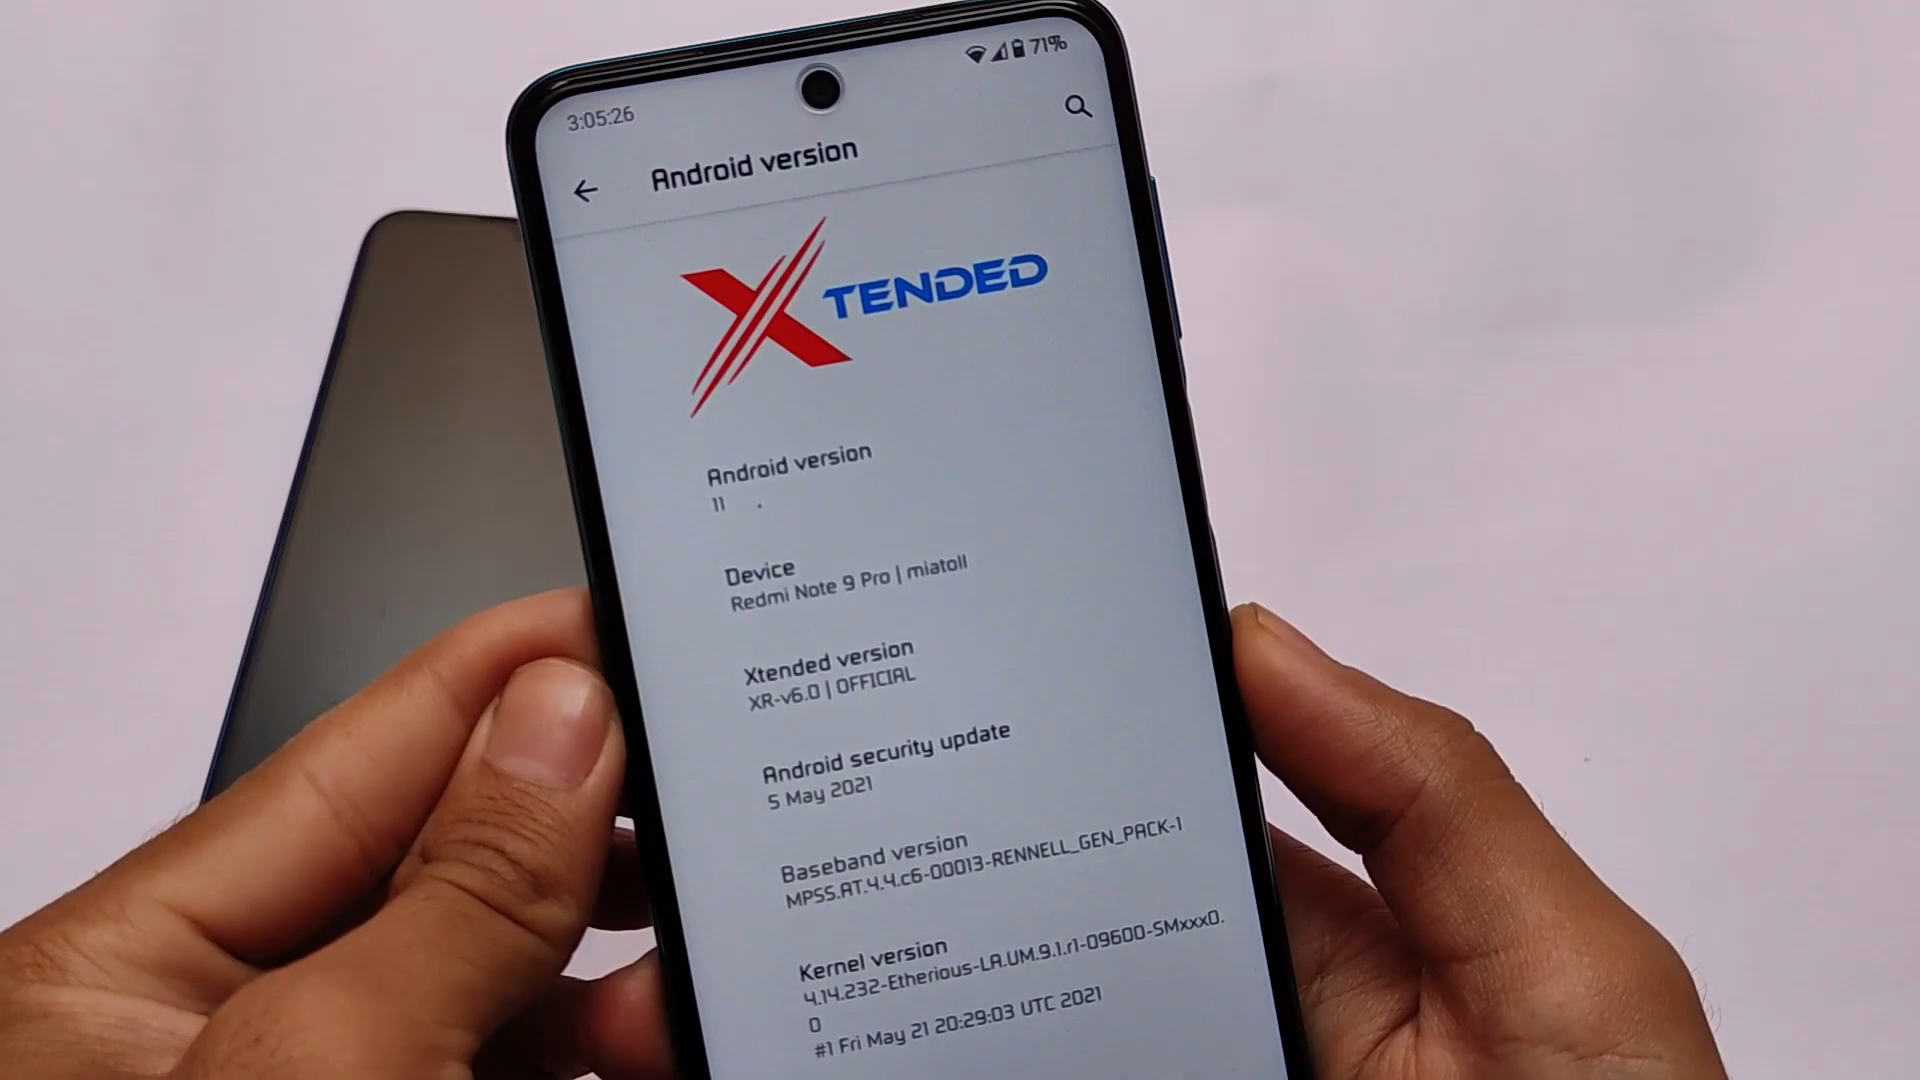 3:05:26 71%
Android version
XTENDED
Android version
11
Device
Redmi Note 9 Pro | miatoll
Xtended version
XR-v6.0 | OFFICIAL
Android security update
5 May 2021
Baseband version
MPSS.AT.4.4.c6-00013-RENNELL_GEN_PACK-1
Kernel version
4.14.232-Etherious-LA.UM.9.1.r1-09600-SMxxx0.
0
#1 Fri May 21 20:29:03 UTC 2021